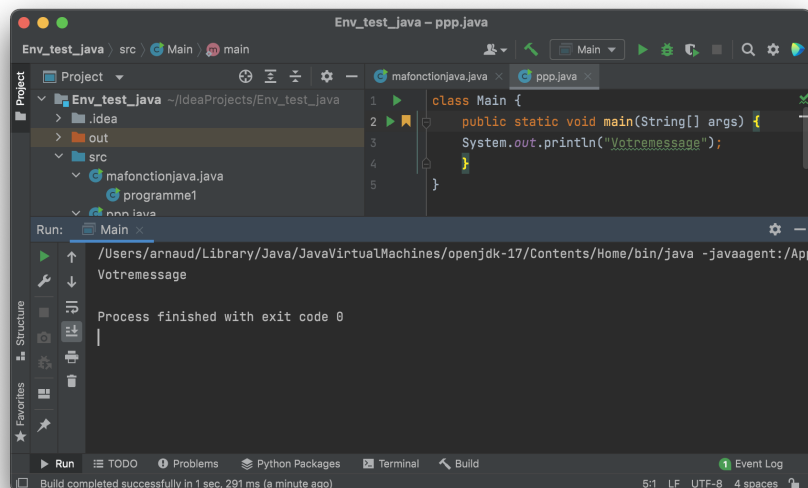 Env_test_java – ppp.java
Env_test_java › src › Main › main
Main
Project
Project
mafonctionjava.java
ppp.java
Env_test_java ~/IdeaProjects/Env_test_java
.idea
out
src
mafonctionjava.java
programme1
ppp.java
1 class Main {
2 public static void main(String[] args) {
3 System.out.println("Votremessage");
4 }
5 }
Run: Main
/Users/arnaud/Library/Java/JavaVirtualMachines/openjdk-17/Contents/Home/bin/java -javaagent:/App
Votremessage
Process finished with exit code 0
Structure
Favorites
Run
TODO
Problems
Python Packages
Terminal
Build
1 Event Log
Build completed successfully in 1 sec, 291 ms (a minute ago)
5:1 LF UTF-8 4 spaces